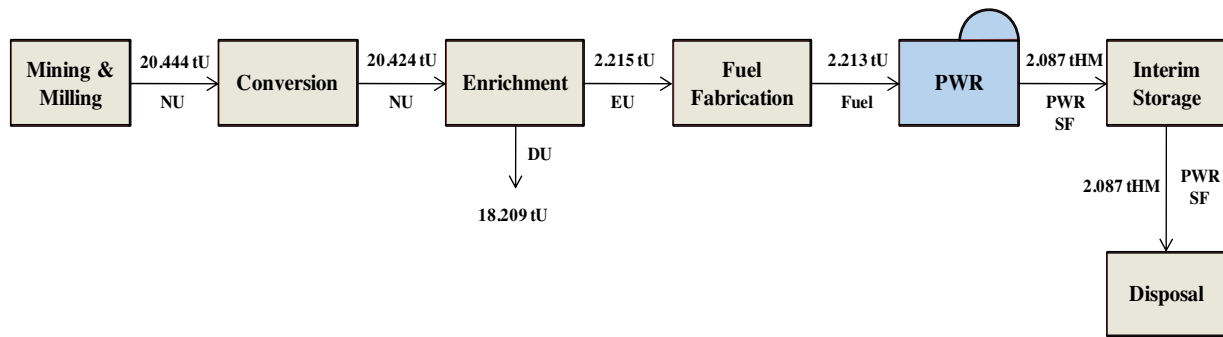 Mining &
Milling
20.444 tU
NU
Conversion
20.424 tU
NU
Enrichment
2.215 tU
EU
Fuel
Fabrication
2.213 tU
Fuel
PWR
2.087 tHM
PWR
SF
Interim
Storage
DU
18.209 tU
2.087 tHM
PWR
SF
Disposal